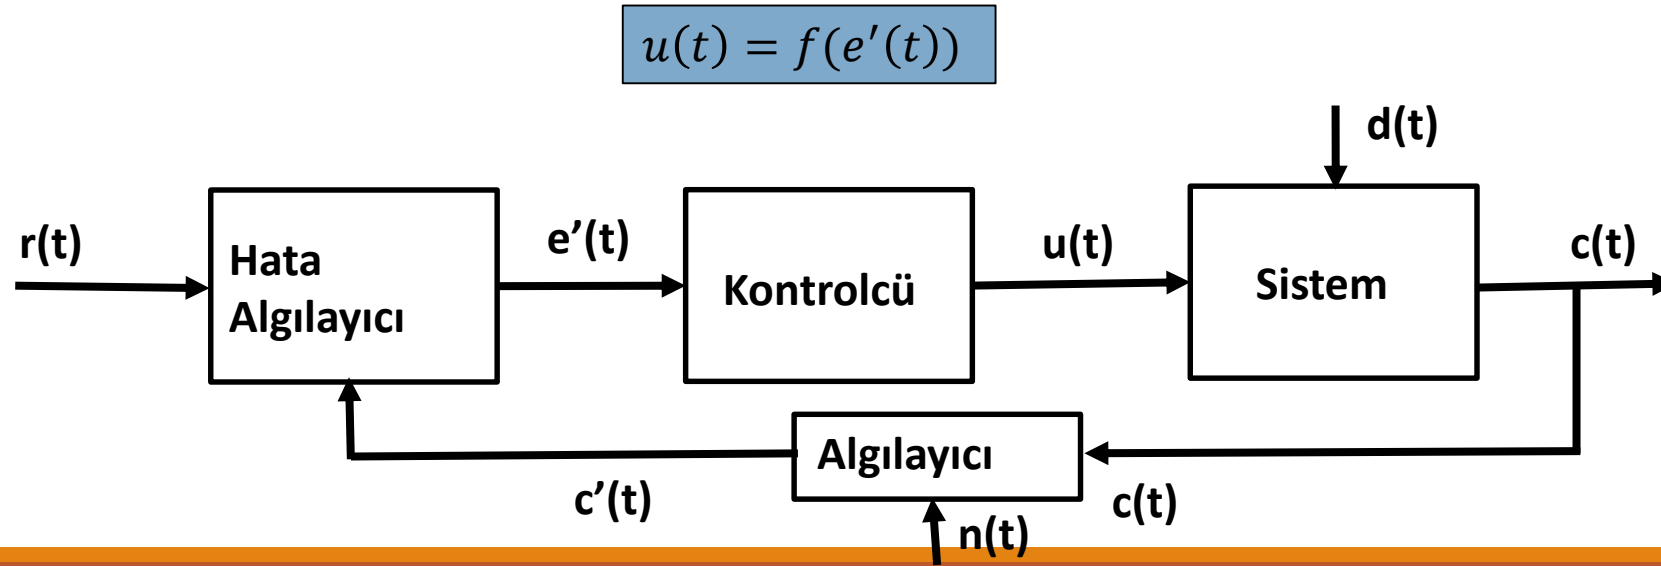 u(t) = f(e′(t))
d(t)
r(t)
Hata
Algılayıcı
e’(t)
Kontrolcü
u(t)
Sistem
c(t)
Algılayıcı
c’(t)
c(t)
n(t)